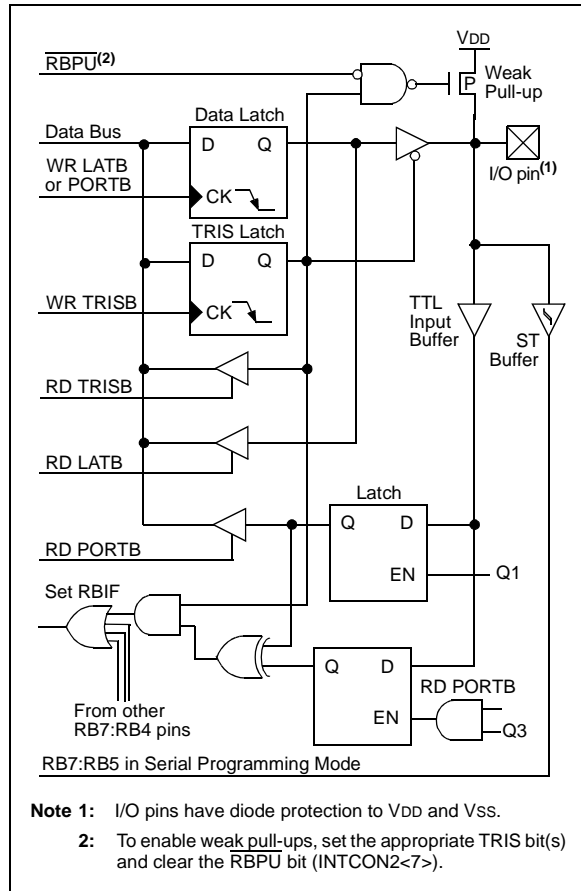 VDD
RBPU(2)
Weak
Pull-up
P
Data Latch
Data Bus
D Q
WR LATB
or PORTB
CK
I/O pin(1)
TRIS Latch
D Q
WR TRISB
CK
TTL
Input
Buffer
ST
Buffer
RD TRISB
RD LATB
Latch
Q D
RD PORTB
EN
Q1
Set RBIF
Q D
RD PORTB
EN
Q3
From other
RB7:RB4 pins
RB7:RB5 in Serial Programming Mode
Note 1: I/O pins have diode protection to VDD and VSS.
2: To enable weak pull-ups, set the appropriate TRIS bit(s)
and clear the RBPU bit (INTCON2<7>).